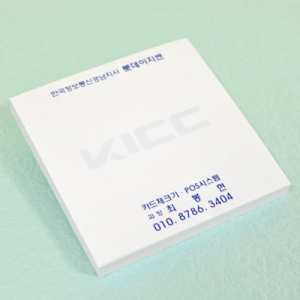 한국정보통신경남지사 롯데이지밴
KICC
카드체크기 · POS시스템
과장 최병현
010. 8786. 3404